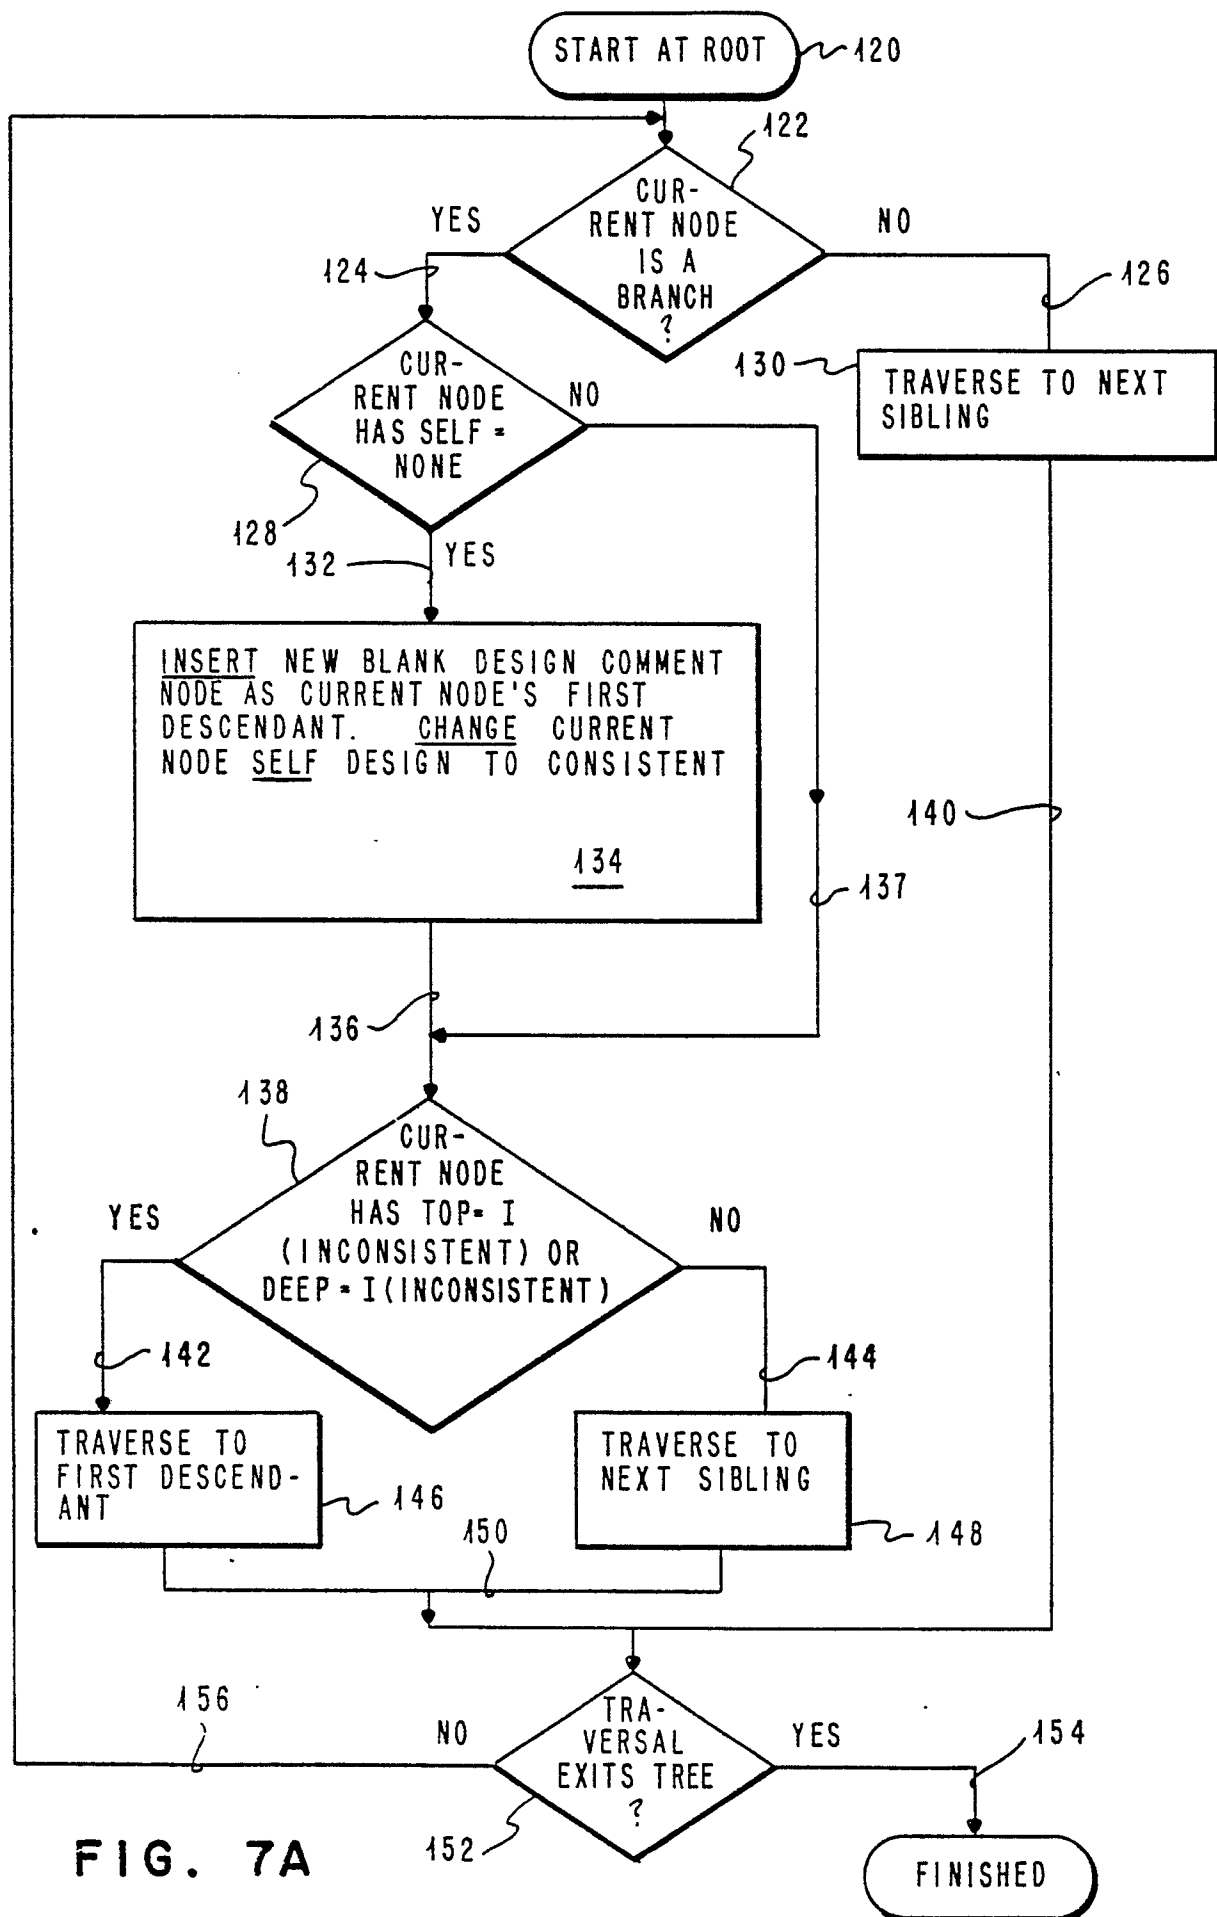 START AT ROOT
120
122
CUR-
RENT NODE
IS A
BRANCH
?
YES
NO
124
126
CUR-
RENT NODE
HAS SELF =
NONE
NO
128
130
TRAVERSE TO NEXT
SIBLING
132
YES
INSERT NEW BLANK DESIGN COMMENT
NODE AS CURRENT NODE'S FIRST
DESCENDANT. CHANGE CURRENT
NODE SELF DESIGN TO CONSISTENT
134
140
137
136
138
CUR-
RENT NODE
HAS TOP= I
(INCONSISTENT) OR
DEEP = I (INCONSISTENT)
YES
NO
142
144
TRAVERSE TO
FIRST DESCEND-
ANT
146
TRAVERSE TO
NEXT SIBLING
148
150
156
NO
TRA-
VERSAL
EXITS TREE
?
YES
154
152
FINISHED
FIG. 7A